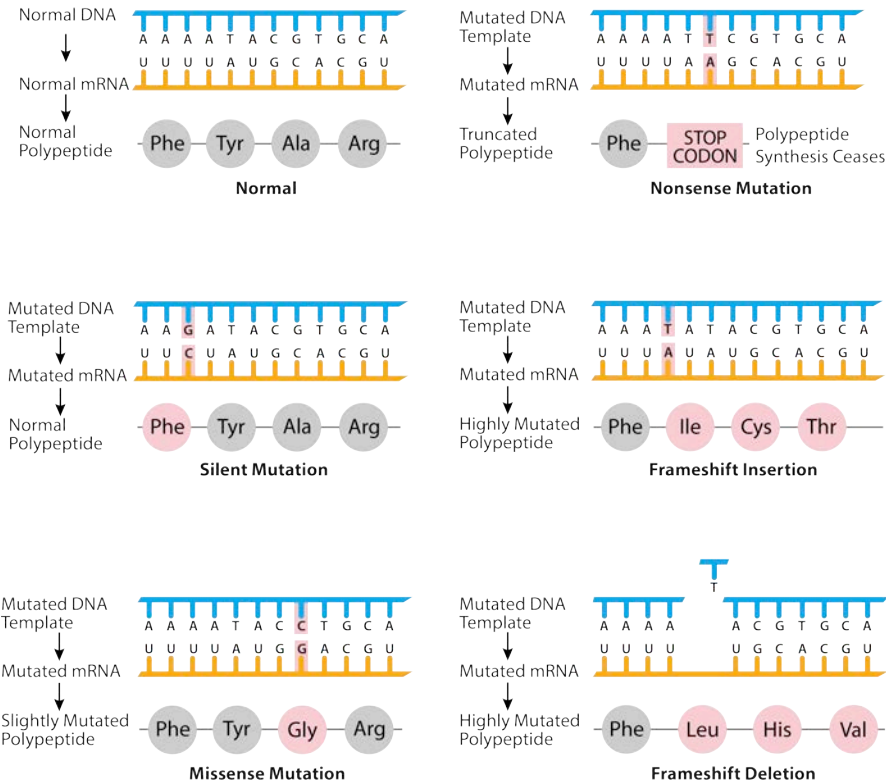 Normal DNA
A A A A T A C G T G C A
U U U U A U G C A C G U
Normal mRNA
Normal
Polypeptide
Phe Tyr Ala Arg
Normal
Mutated DNA
Template
A A A A T T C G T G C A
U U U U A A G C A C G U
Mutated mRNA
Truncated
Polypeptide
Phe
STOP
CODON
Polypeptide
Synthesis Ceases
Nonsense Mutation
Mutated DNA
Template
A A G A T A C G T G C A
U U C U A U G C A C G U
Mutated mRNA
Normal
Polypeptide
Phe Tyr Ala Arg
Silent Mutation
Mutated DNA
Template
A A A T A T A C G T G C A
U U U A U A U G C A C G U
Mutated mRNA
Highly Mutated
Polypeptide
Phe Ile Cys Thr
Frameshift Insertion
Mutated DNA
Template
A A A A T A C C T G C A
U U U U A U G G A C G U
Mutated mRNA
Slightly Mutated
Polypeptide
Phe Tyr Gly Arg
Missense Mutation
T
Mutated DNA
Template
A A A A A C G T G C A
U U U U U G C A C G U
Mutated mRNA
Highly Mutated
Polypeptide
Phe Leu His Val
Frameshift Deletion